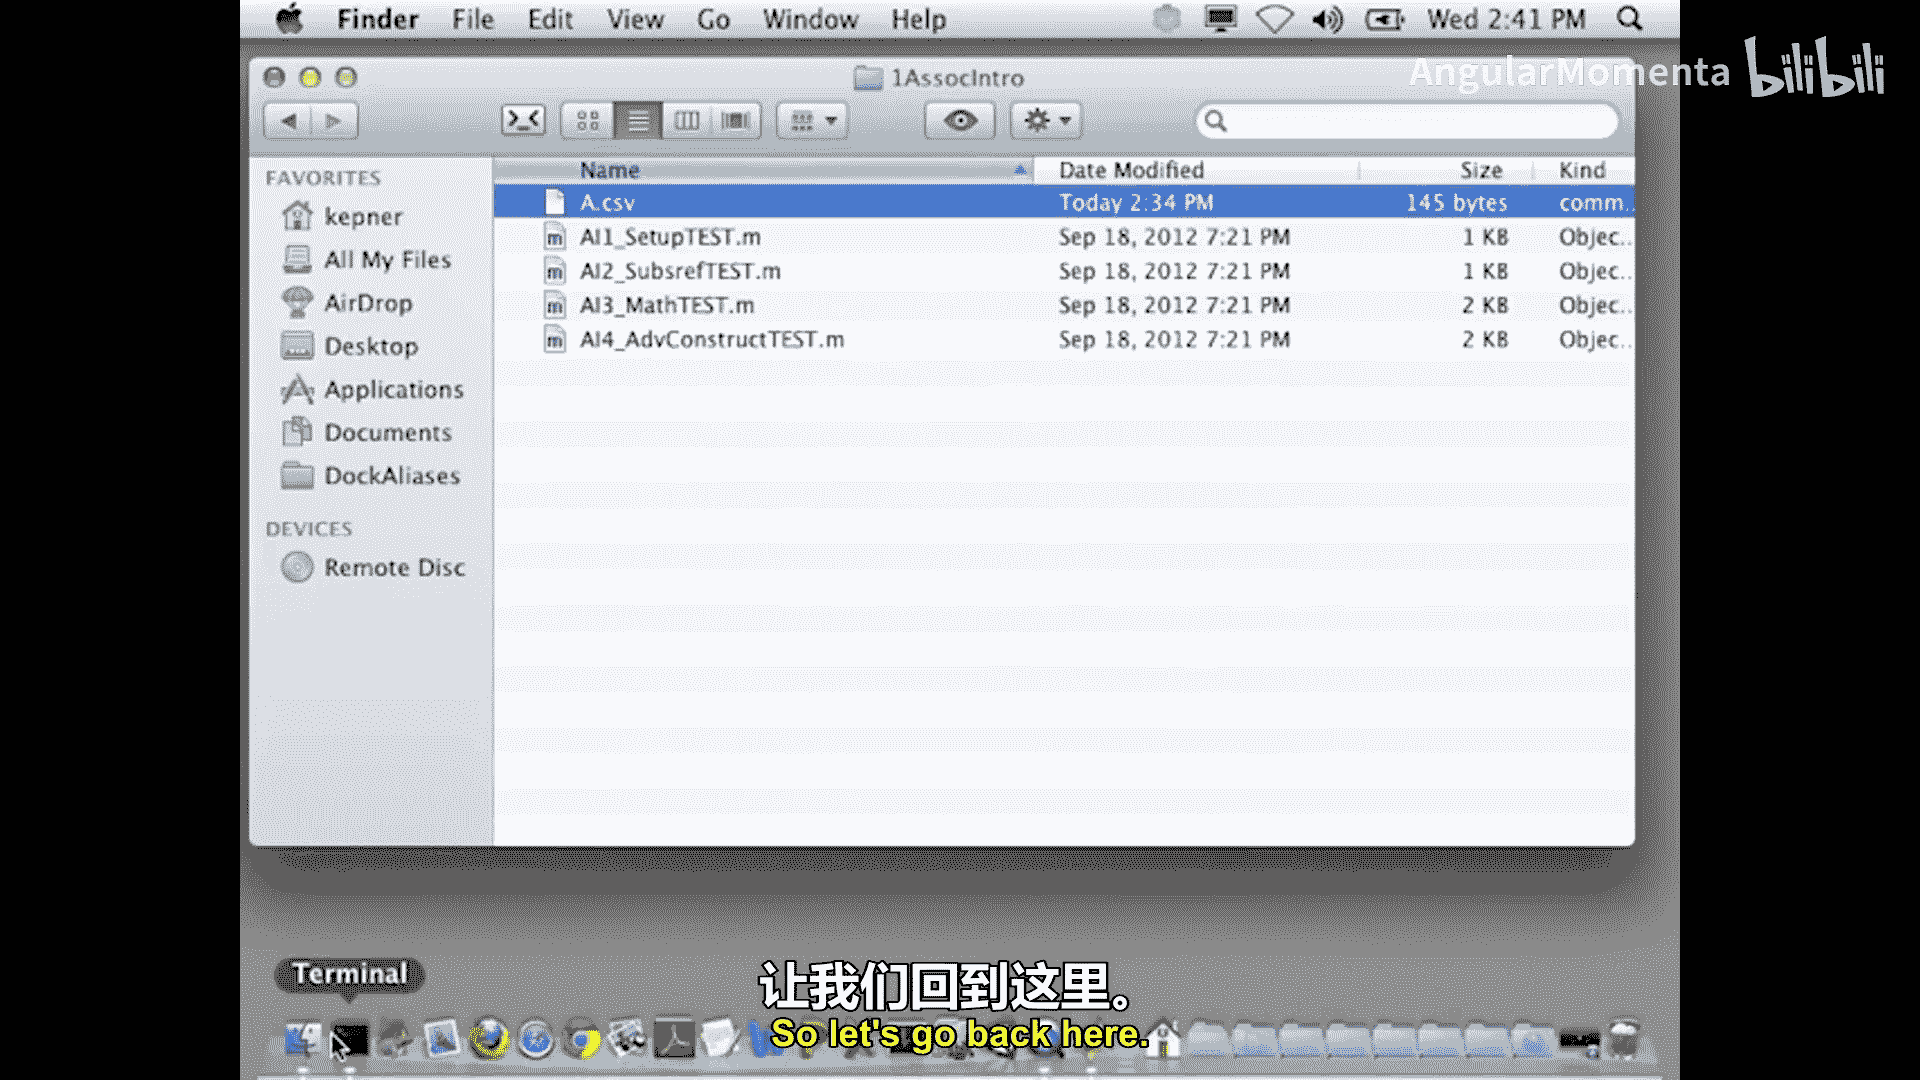 Finder File Edit View Go Window Help Wed 2:41 PM
1AssocIntro
AngularMomenta bilibili
FAVORITES
kepner
All My Files
AirDrop
Desktop
Applications
Documents
DockAliases
DEVICES
Remote Disc
Name Date Modified Size Kind
A.csv Today 2:34 PM 145 bytes comm...
AI1_SetupTEST.m Sep 18, 2012 7:21 PM 1 KB Objec...
AI2_SubsrefTEST.m Sep 18, 2012 7:21 PM 1 KB Objec...
AI3_MathTEST.m Sep 18, 2012 7:21 PM 2 KB Objec...
AI4_AdvConstructTEST.m Sep 18, 2012 7:21 PM 2 KB Objec...
Terminal
让我们回到这里。
So let's go back here.